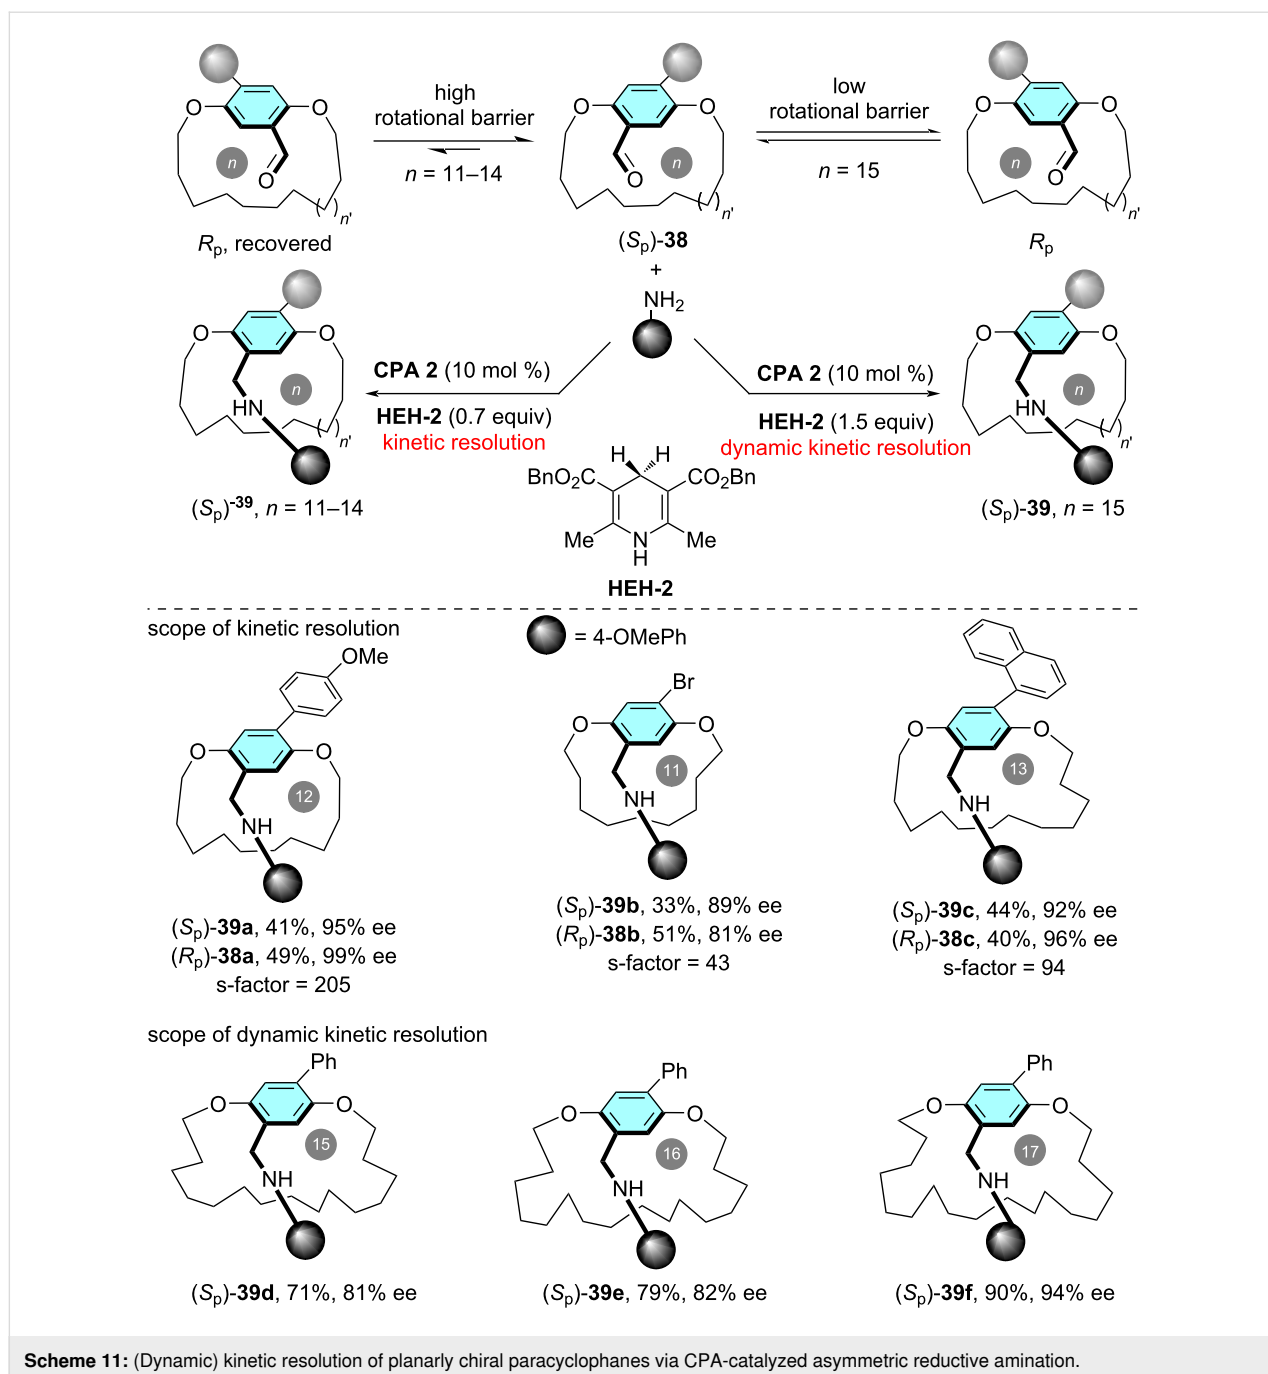 O O n O n'
high
rotational barrier
n = 11–14
O O n O n'
low
rotational barrier
n = 15
O O n O n'
Rp, recovered
(Sp)-38
Rp
+
NH2
O O n HN n'
CPA 2 (10 mol %)
HEH-2 (0.7 equiv)
kinetic resolution
CPA 2 (10 mol %)
HEH-2 (1.5 equiv)
dynamic kinetic resolution
O O n HN n'
(Sp)-39, n = 11–14
H H
BnO2C CO2Bn
Me N Me
H
HEH-2
(Sp)-39, n = 15
scope of kinetic resolution
= 4-OMePh
OMe
O O
12
NH
Br
O O
11
NH
O O
13
NH
(Sp)-39a, 41%, 95% ee
(Rp)-38a, 49%, 99% ee
s-factor = 205
(Sp)-39b, 33%, 89% ee
(Rp)-38b, 51%, 81% ee
s-factor = 43
(Sp)-39c, 44%, 92% ee
(Rp)-38c, 40%, 96% ee
s-factor = 94
scope of dynamic kinetic resolution
Ph
O O
15
NH
Ph
O O
16
NH
Ph
O O
17
NH
(Sp)-39d, 71%, 81% ee
(Sp)-39e, 79%, 82% ee
(Sp)-39f, 90%, 94% ee
Scheme 11: (Dynamic) kinetic resolution of planarly chiral paracyclophanes via CPA-catalyzed asymmetric reductive amination.